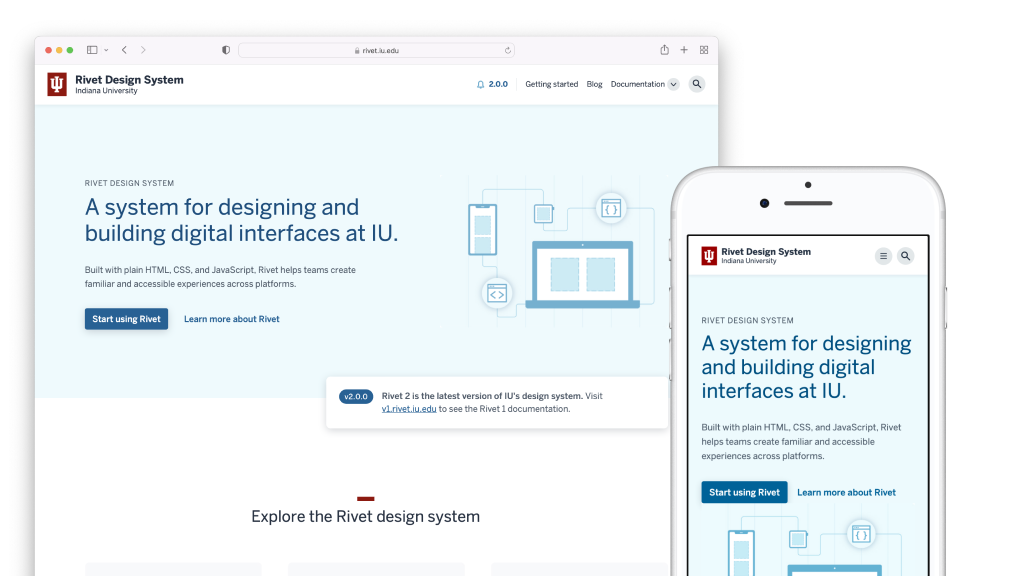 rivet.iu.edu
Rivet Design System
Indiana University
2.0.0 Getting started Blog Documentation
RIVET DESIGN SYSTEM
A system for designing and
building digital interfaces at IU.
Built with plain HTML, CSS, and JavaScript, Rivet helps teams create
familiar and accessible experiences across platforms.
Start using Rivet Learn more about Rivet
{ }
< >
v2.0.0 Rivet 2 is the latest version of IU's design system. Visit
v1.rivet.iu.edu to see the Rivet 1 documentation.
Explore the Rivet design system
Rivet Design System
Indiana University
RIVET DESIGN SYSTEM
A system for designing
and building digital
interfaces at IU.
Built with plain HTML, CSS, and JavaScript, Rivet
helps teams create familiar and accessible
experiences across platforms.
Start using Rivet Learn more about Rivet
{ }